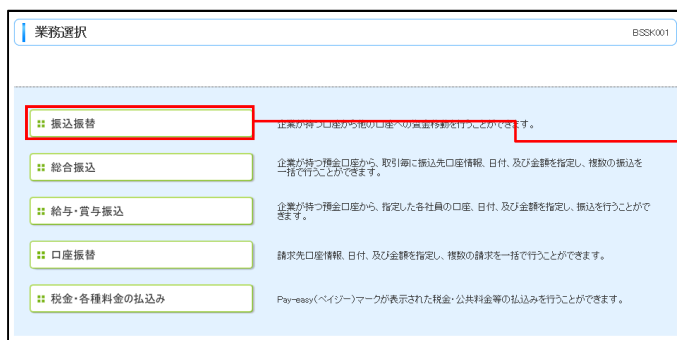 業務選択
BSSK001
振込振替
企業が持つ口座から他の口座への資金移動を行うことができます。
総合振込
企業が持つ預金口座から、取引毎に振込先口座情報、日付、及び金額を指定し、複数の振込を
一括で行うことができます。
給与・賞与振込
企業が持つ預金口座から、指定した各社員の口座、日付、及び金額を指定し、振込を行うことがで
きます。
口座振替
請求先口座情報、日付、及び金額を指定し、複数の請求を一括で行うことができます。
税金・各種料金の払込み
Pay-easy(ペイジー)マークが表示された税金・公共料金等の払込みを行うことができます。